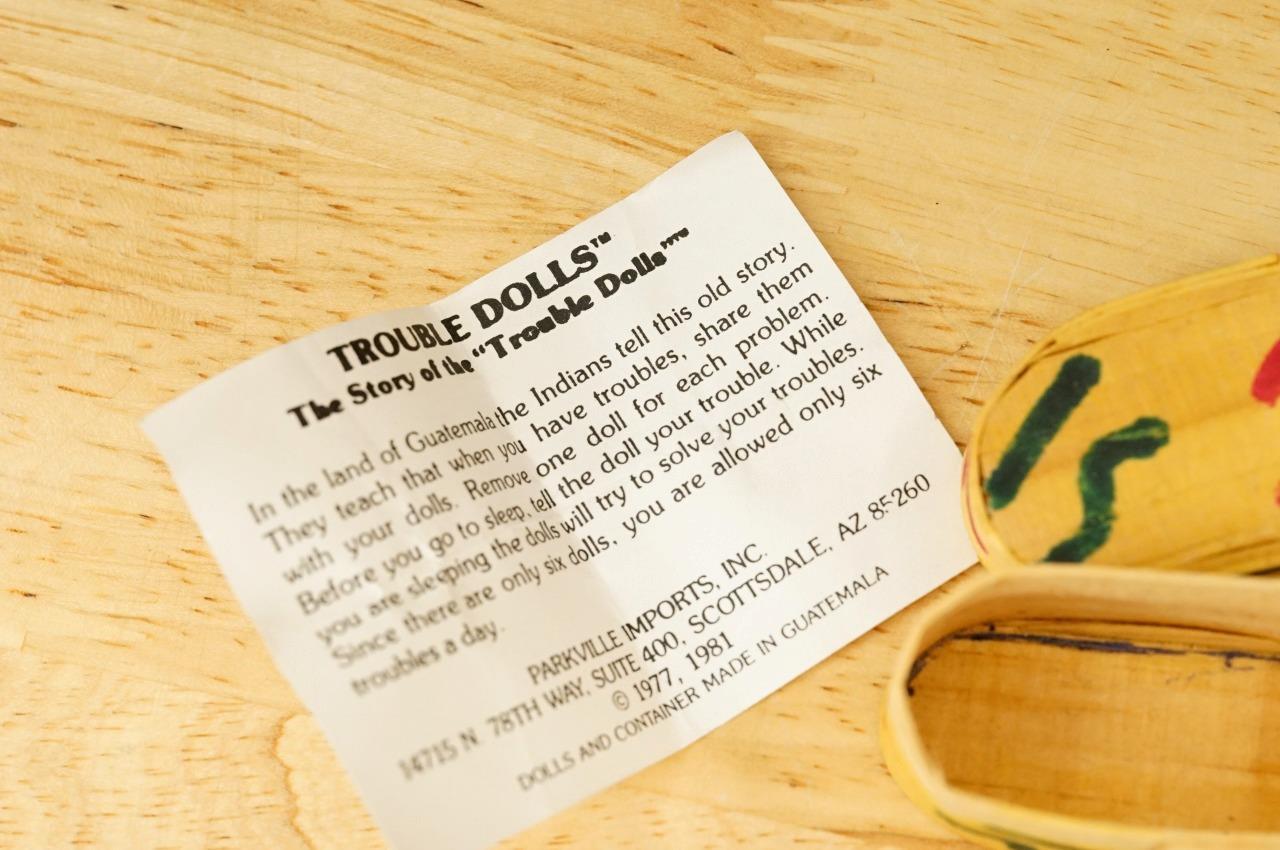 TROUBLE DOLLS™
The Story of the “Trouble Dolls”™
In the land of Guatemala the Indians tell this old story.
They teach that when you have troubles, share them
with your dolls. Remove one doll for each problem.
Before you go to sleep, tell the doll your trouble. While
you are sleeping the dolls will try to solve your troubles.
Since there are only six dolls, you are allowed only six
troubles a day.
PARKVILLE IMPORTS, INC.
14715 N. 78TH WAY, SUITE 400, SCOTTSDALE, AZ 85260
© 1977, 1981
DOLLS AND CONTAINER MADE IN GUATEMALA